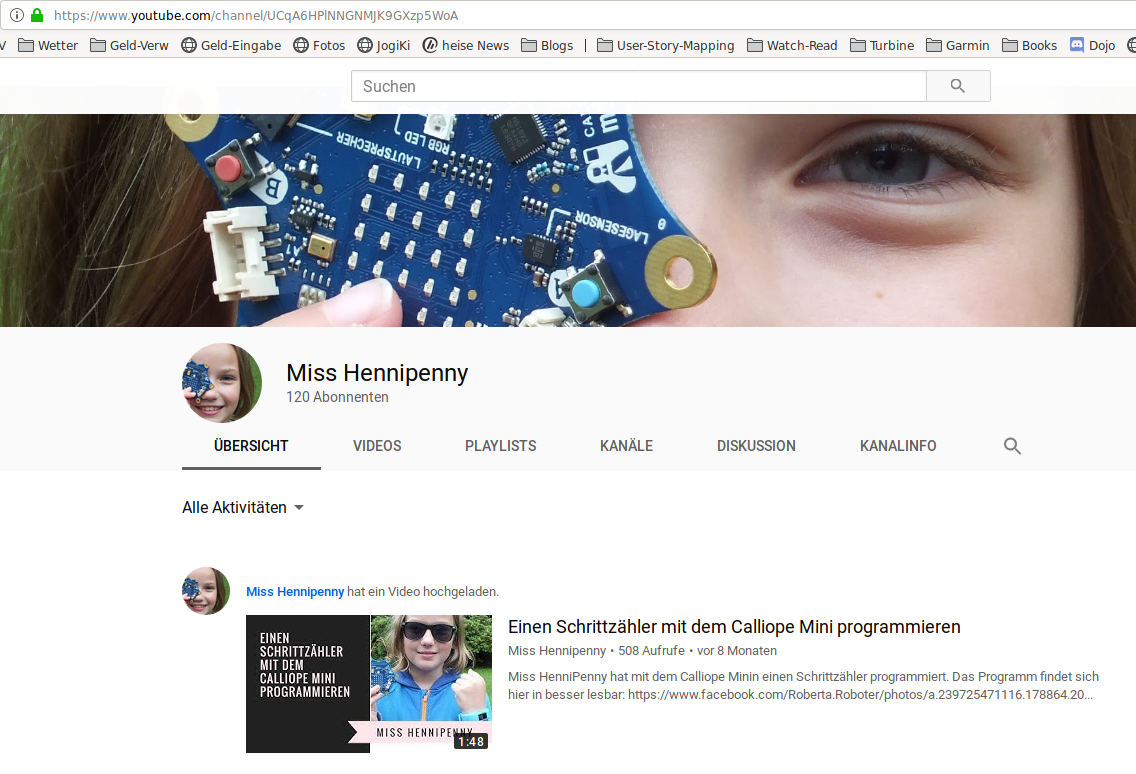 https://www.youtube.com/channel/UCqA6HPlNNGNMJK9GXzp5WoA
V Wetter Geld-Verw Geld-Eingabe Fotos JogiKi heise News Blogs | User-Story-Mapping Watch-Read Turbine Garmin Books Dojo
Suchen
LAUTSPRECHER
RGB LED
CA
m
B
A1
LAGESENSOR
θ
A
Miss Hennipenny
120 Abonnenten
ÜBERSICHT VIDEOS PLAYLISTS KANÄLE DISKUSSION KANALINFO
Alle Aktivitäten
Miss Hennipenny hat ein Video hochgeladen.
EINEN
SCHRITTZÄHLER
MIT DEM
CALLIOPE MINI
PROGRAMMIEREN
MISS HENNIPENNY
1:48
Einen Schrittzähler mit dem Calliope Mini programmieren
Miss Hennipenny • 508 Aufrufe • vor 8 Monaten
Miss HenniPenny hat mit dem Calliope Minin einen Schrittzähler programmiert. Das Programm findet sich
hier in besser lesbar: https://www.facebook.com/Roberta.Roboter/photos/a.239725471116.178864.20...